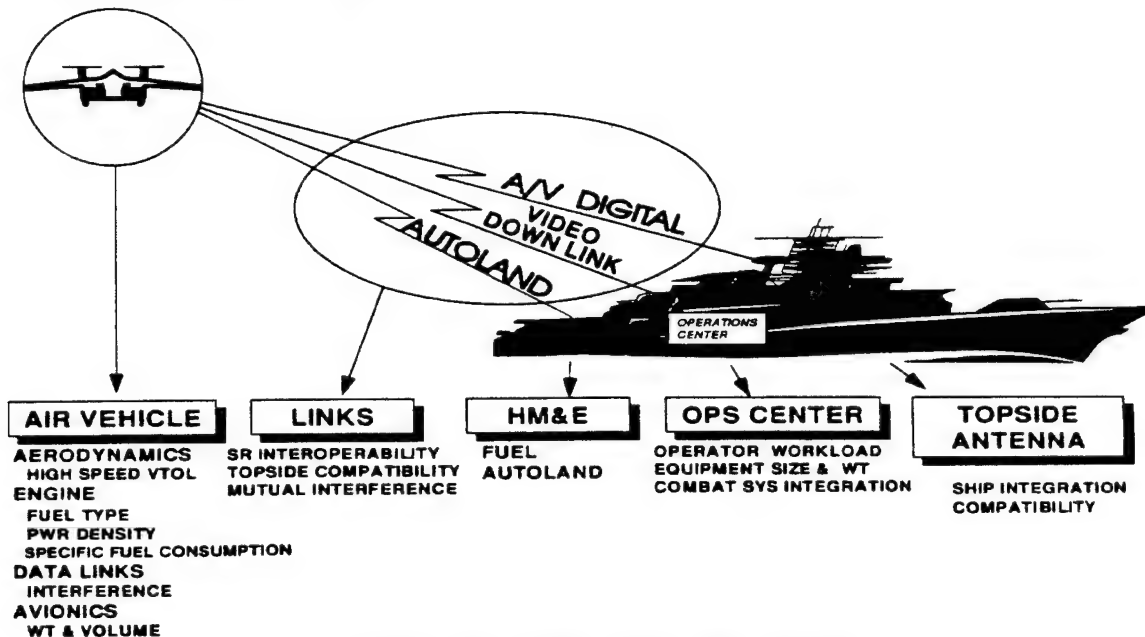 A/V DIGITAL
VIDEO
DOWN LINK
AUTOLAND
OPERATIONS
CENTER
AIR VEHICLE
AERODYNAMICS
HIGH SPEED VTOL
ENGINE
FUEL TYPE
PWR DENSITY
SPECIFIC FUEL CONSUMPTION
DATA LINKS
INTERFERENCE
AVIONICS
WT & VOLUME
LINKS
SR INTEROPERABILITY
TOPSIDE COMPATIBILITY
MUTUAL INTERFERENCE
HM&E
FUEL
AUTOLAND
OPS CENTER
OPERATOR WORKLOAD
EQUIPMENT SIZE & WT
COMBAT SYS INTEGRATION
TOPSIDE
ANTENNA
SHIP INTEGRATION
COMPATIBILITY